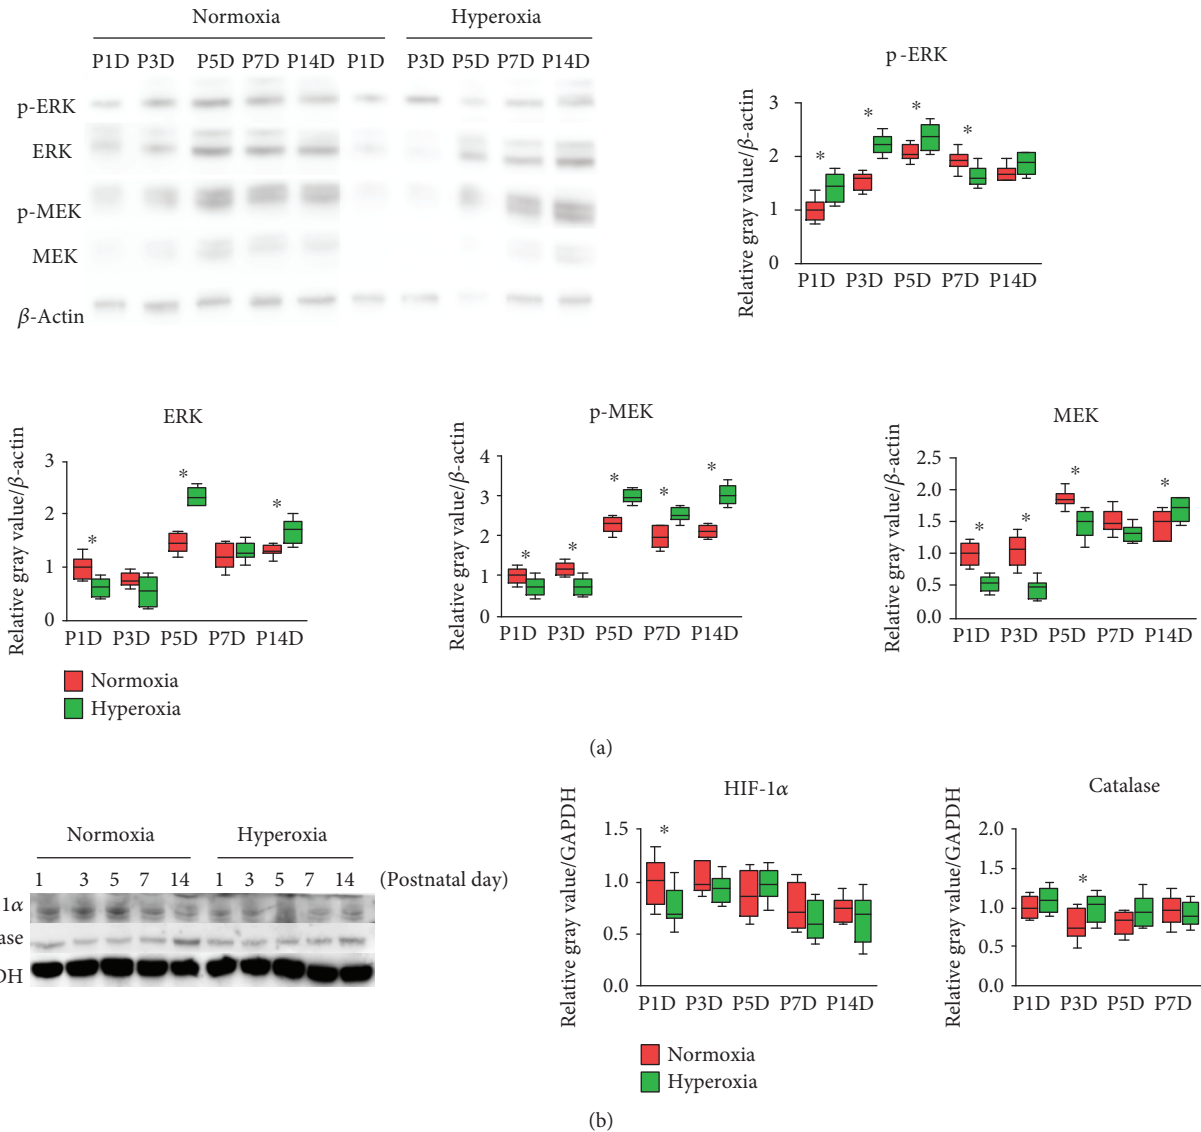 Normoxia Hyperoxia
P1D P3D P5D P7D P14D P1D P3D P5D P7D P14D
p-ERK
ERK
p-MEK
MEK
β-Actin
p-ERK
Relative gray value/β-actin
3
2
1
0
* * * *
P1D P3D P5D P7D P14D
ERK
Relative gray value/β-actin
3
2
1
0
* * *
P1D P3D P5D P7D P14D
Normoxia
Hyperoxia
p-MEK
Relative gray value/β-actin
4
3
2
1
0
* * * * *
P1D P3D P5D P7D P14D
MEK
Relative gray value/β-actin
2.5
2.0
1.5
1.0
0.5
0.0
* * * *
P1D P3D P5D P7D P14D
(a)
Normoxia Hyperoxia
1 3 5 7 14 1 3 5 7 14 (Postnatal day)
1α
ase
DH
HIF-1α
Relative gray value/GAPDH
1.5
1.0
0.5
0.0
*
P1D P3D P5D P7D P14D
Normoxia
Hyperoxia
Catalase
Relative gray value/GAPDH
2.0
1.5
1.0
0.5
0.0
*
P1D P3D P5D P7D
(b)